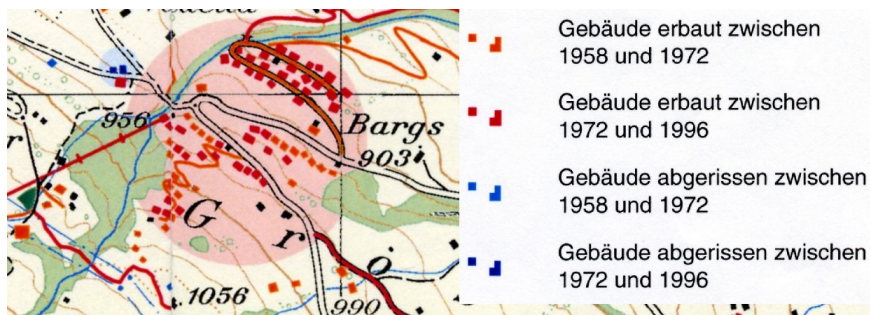 956
Bargs
903
G
r
1056
990
Gebäude erbaut zwischen
1958 und 1972
Gebäude erbaut zwischen
1972 und 1996
Gebäude abgerissen zwischen
1958 und 1972
Gebäude abgerissen zwischen
1972 und 1996